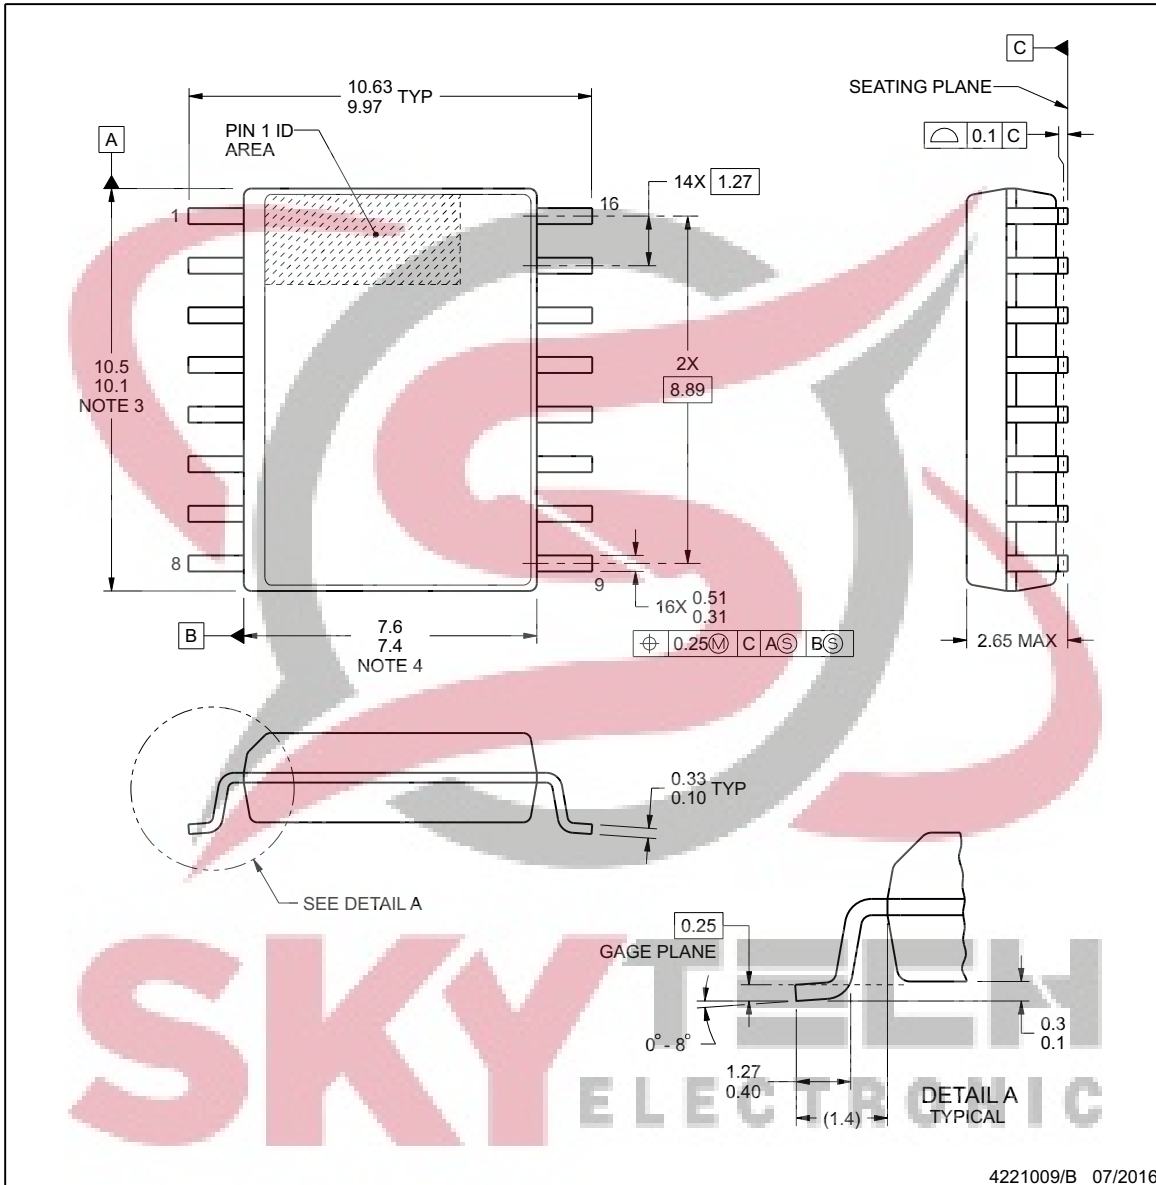 C
SEATING PLANE
0.1 C
10.63
9.97
TYP
PIN 1 ID
AREA
A
14X 1.27
1
16
10.5
10.1
NOTE 3
2X
8.89
8
9
16X 0.51
0.31
0.25 M C A S B S
B
7.6
7.4
NOTE 4
2.65 MAX
0.33
0.10
TYP
SEE DETAIL A
0.25
GAGE PLANE
0°-8°
0.3
0.1
1.27
0.40
(1.4)
DETAIL A
TYPICAL
SKYTECH
ELECTRONIC
4221009/B 07/2016